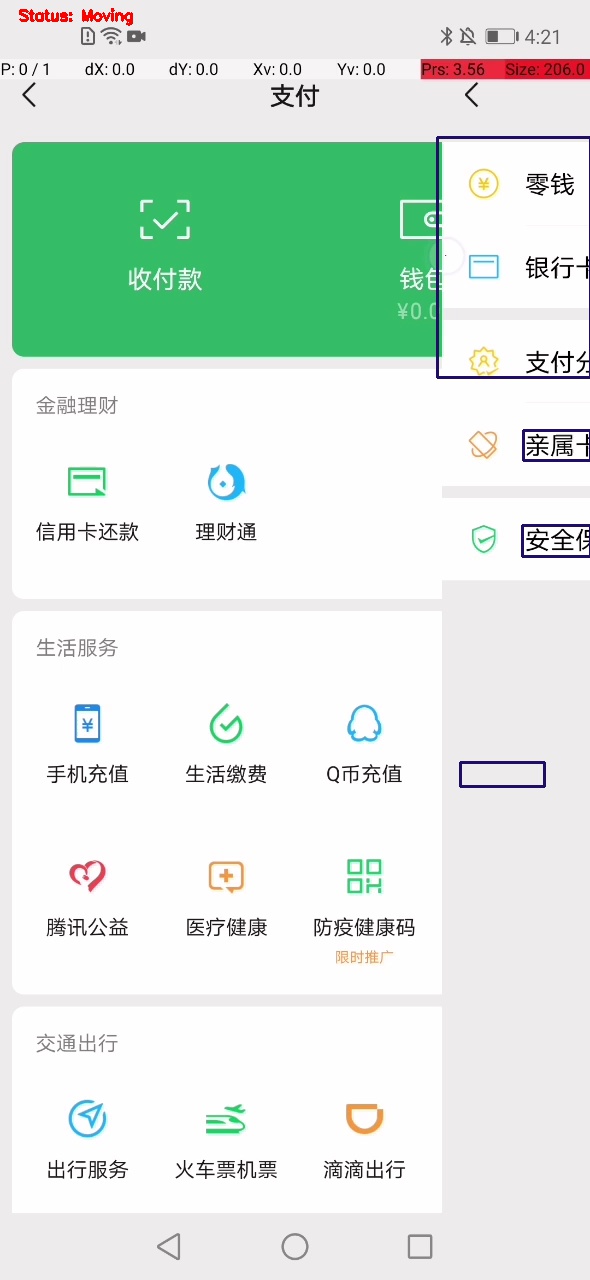 Status: Moving
4:21
P: 0 / 1 dX: 0.0 dY: 0.0 Xv: 0.0 Yv: 0.0 Prs: 3.56 Size: 206.0
支付
收付款
钱包
¥0.0
零钱
银行卡
支付分
亲属卡
安全保
金融理财
信用卡还款 理财通
生活服务
手机充值 生活缴费 Q币充值
腾讯公益 医疗健康 防疫健康码
限时推广
交通出行
出行服务 火车票机票 滴滴出行